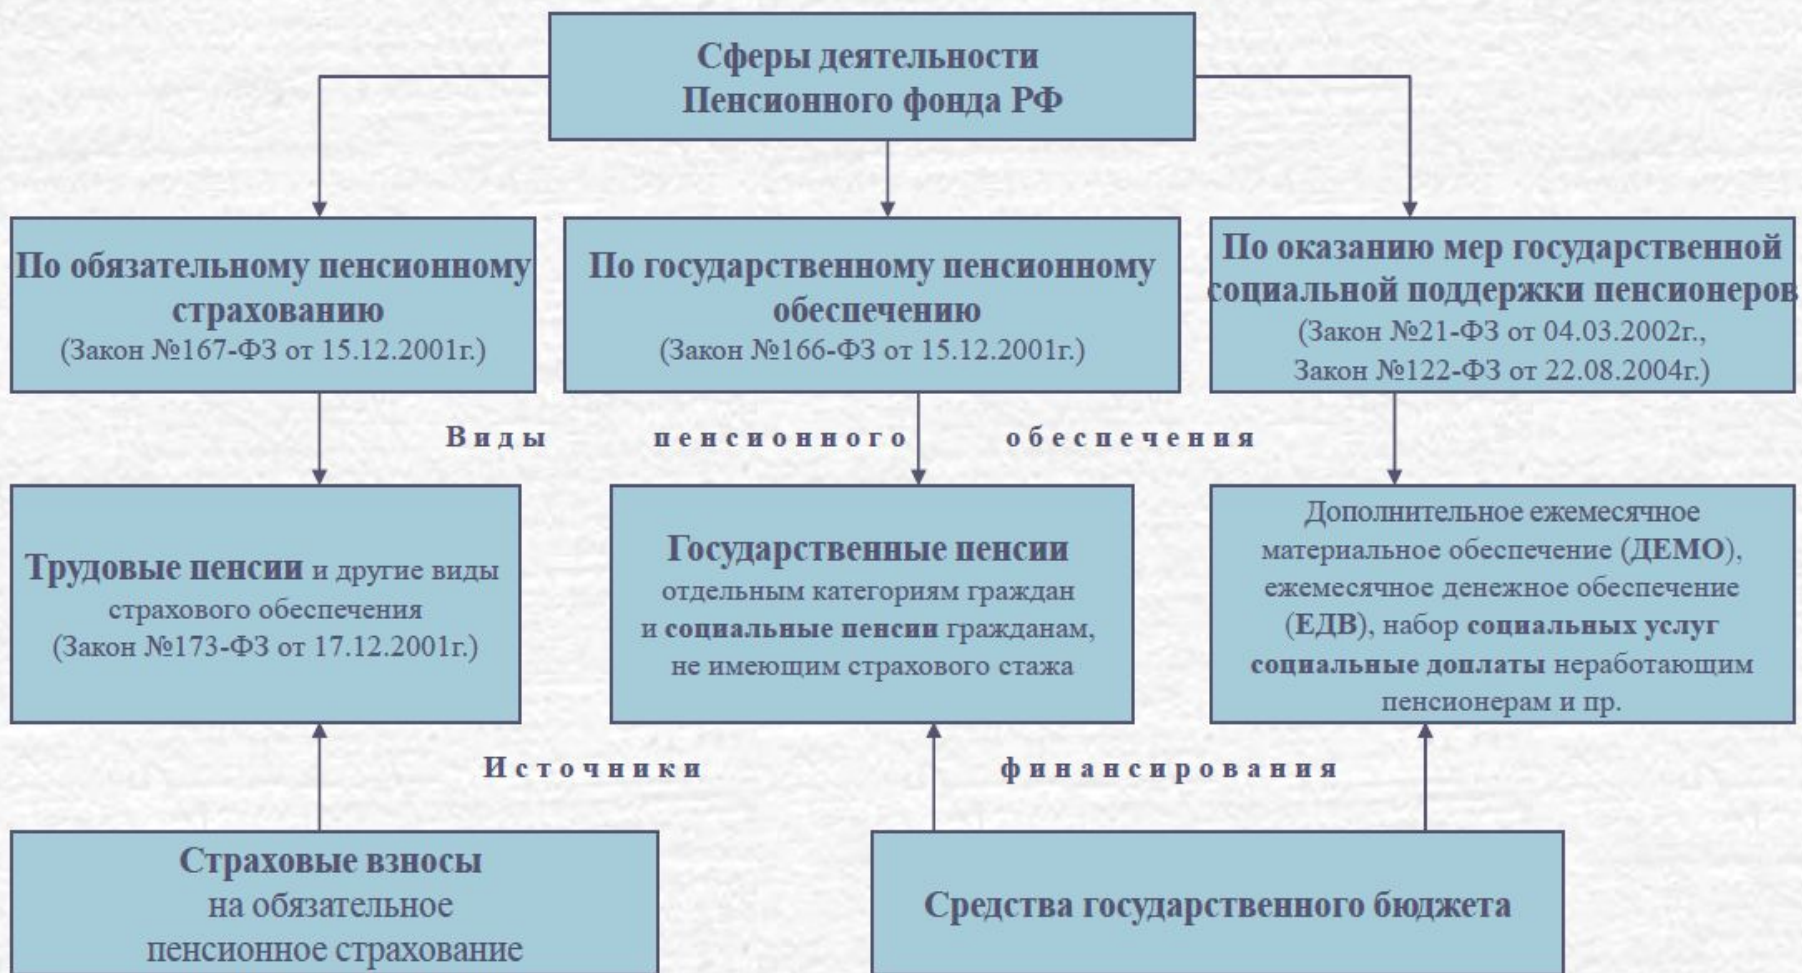 Сферы деятельности
Пенсионного фонда РФ
По обязательному пенсионному
страхованию
(Закон №167-ФЗ от 15.12.2001г.)
По государственному пенсионному
обеспечению
(Закон №166-ФЗ от 15.12.2001г.)
По оказанию мер государственной
социальной поддержки пенсионеров
(Закон №21-ФЗ от 04.03.2002г.,
Закон №122-ФЗ от 22.08.2004г.)
Виды пенсионного обеспечения
Трудовые пенсии и другие виды
страхового обеспечения
(Закон №173-ФЗ от 17.12.2001г.)
Государственные пенсии
отдельным категориям граждан
и социальные пенсии гражданам,
не имеющим страхового стажа
Дополнительное ежемесячное
материальное обеспечение (ДЕМО),
ежемесячное денежное обеспечение
(ЕДВ), набор социальных услуг
социальные доплаты неработающим
пенсионерам и пр.
Источники финансирования
Страховые взносы
на обязательное
пенсионное страхование
Средства государственного бюджета